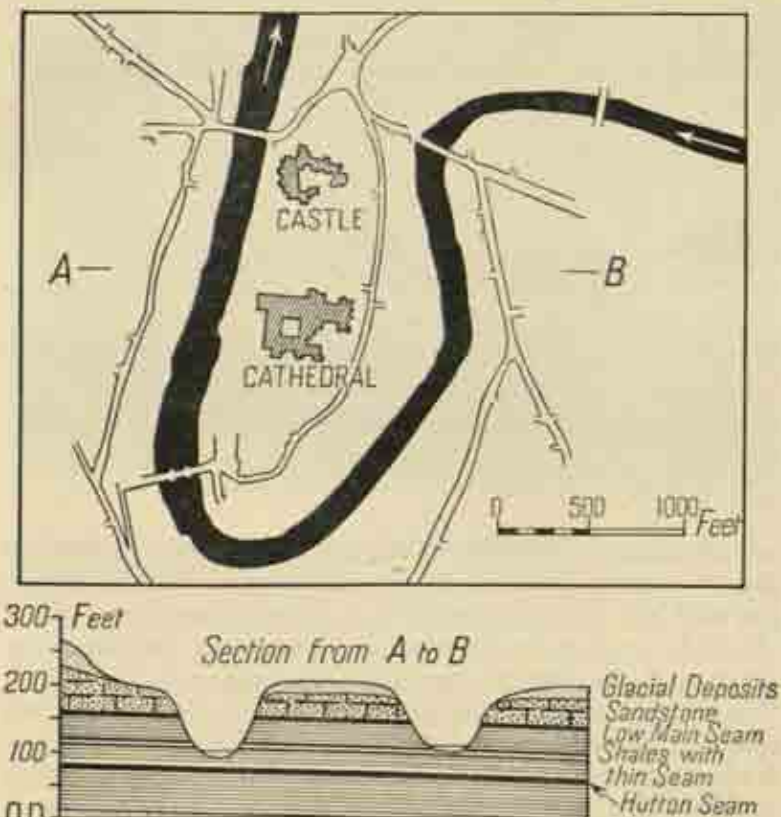 CASTLE
A
B
CATHEDRAL
0 500 1000 Feet
300 Feet
Section from A to B
200
100
O.D.
Glacial Deposits
Sandstone
Low Main Seam
Shales with
thin Seam
Hutton Seam